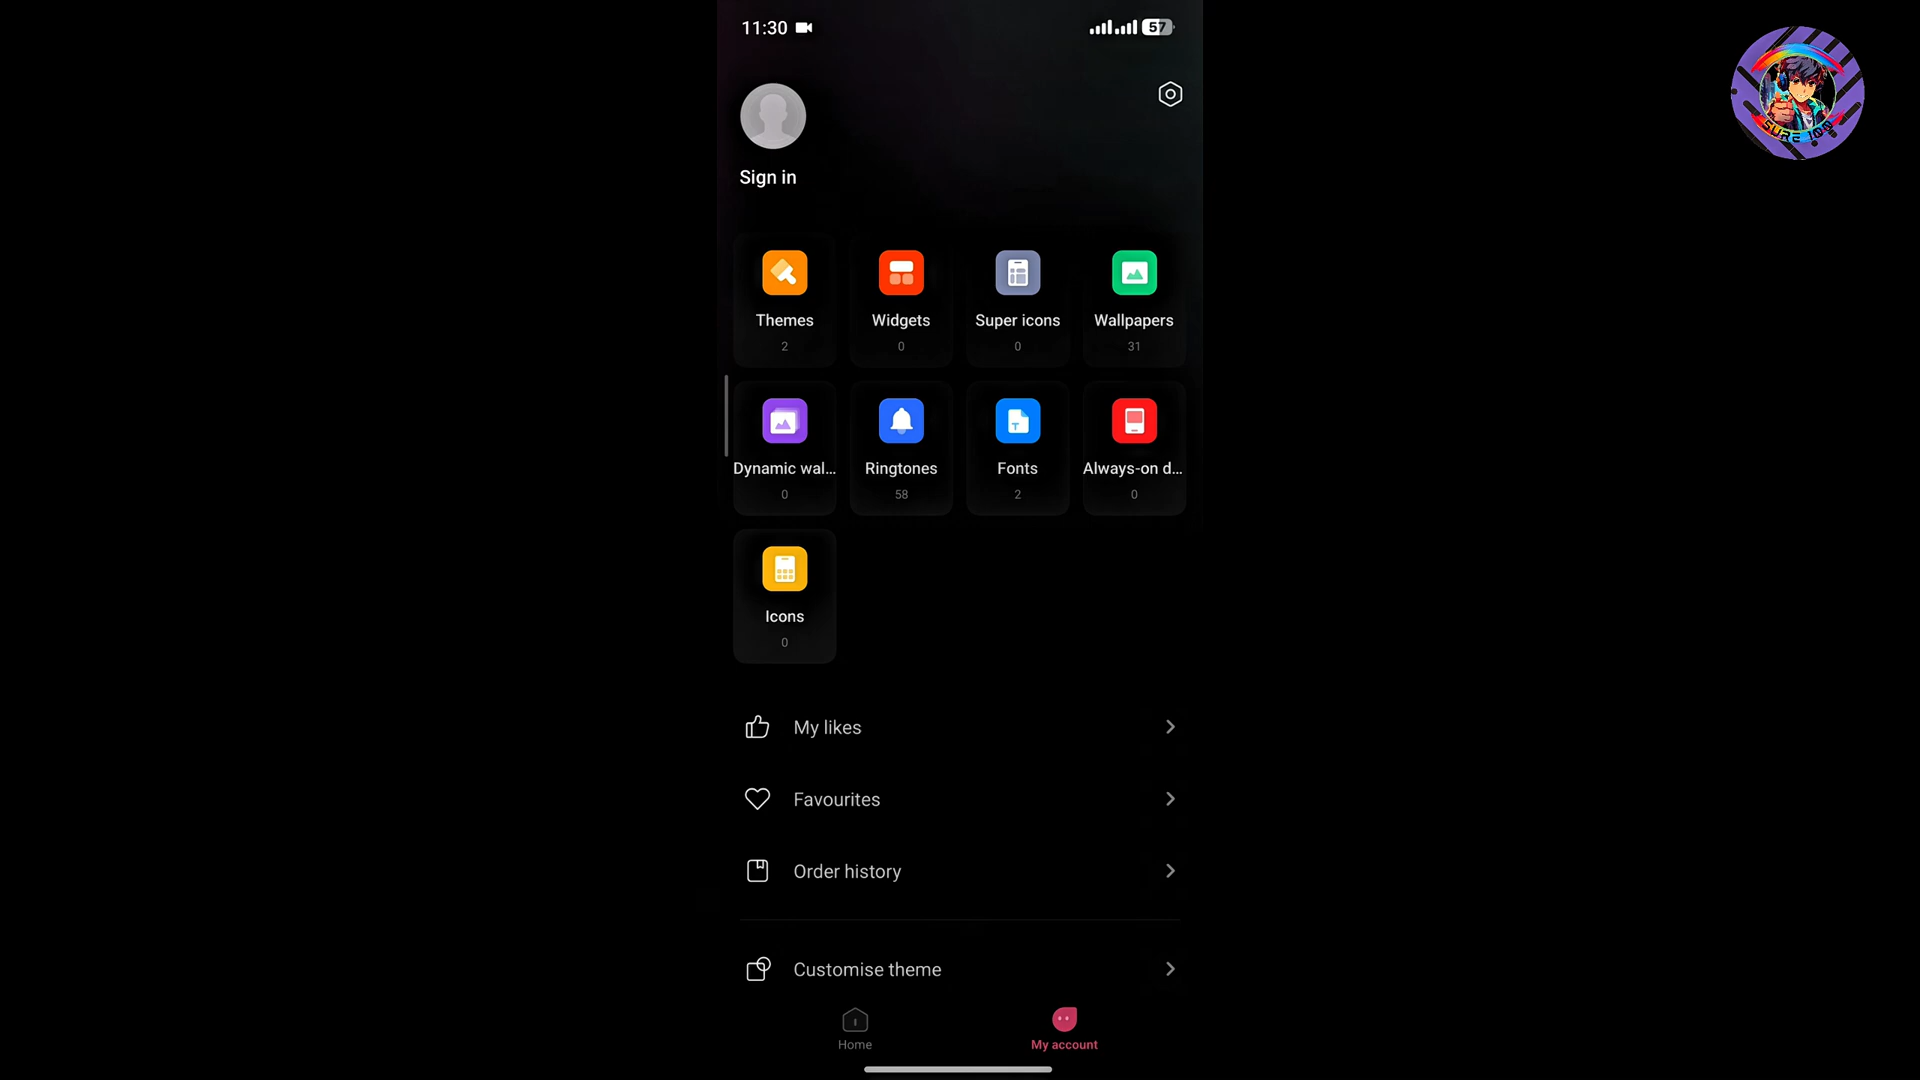 11:30
57
Sign in
Themes
2
Widgets
0
Super icons
0
Wallpapers
31
Dynamic wal...
0
Ringtones
58
Fonts
2
Always-on d...
0
Icons
0
My likes
Favourites
Order history
Customise theme
Home
My account